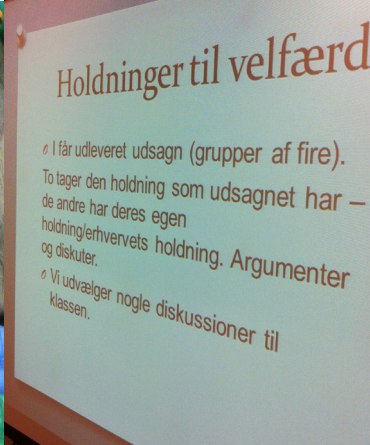 Holdninger til velfærd
I får udleveret udsagn (grupper af fire).
To tager den holdning som udsagnet har –
de andre har deres egen
holdning/erhvervets holdning. Argumenter
og diskuter.
Vi udvælger nogle diskussioner til
klassen.